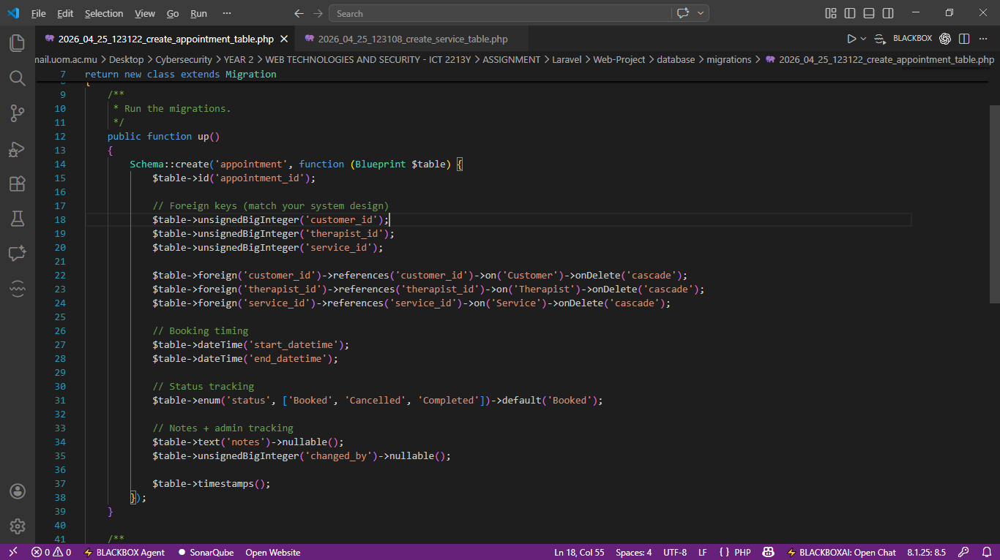 File Edit Selection View Go Run ··· Search
2026_04_25_123122_create_appointment_table.php 2026_04_25_123108_create_service_table.php BLACKBOX ···
mail.uom.ac.mu > Desktop > Cybersecurity > YEAR 2 > WEB TECHNOLOGIES AND SECURITY - ICT 2213Y > ASSIGNMENT > Laravel > Web-Project > database > migrations > 2026_04_25_123122_create_appointment_table.php
7 return new class extends Migration
8 {
9 /**
10 * Run the migrations.
11 */
12 public function up()
13 {
14 Schema::create('appointment', function (Blueprint $table) {
15 $table->id('appointment_id');
16
17 // Foreign keys (match your system design)
18 $table->unsignedBigInteger('customer_id');
19 $table->unsignedBigInteger('therapist_id');
20 $table->unsignedBigInteger('service_id');
21
22 $table->foreign('customer_id')->references('customer_id')->on('Customer')->onDelete('cascade');
23 $table->foreign('therapist_id')->references('therapist_id')->on('Therapist')->onDelete('cascade');
24 $table->foreign('service_id')->references('service_id')->on('Service')->onDelete('cascade');
25
26 // Booking timing
27 $table->dateTime('start_datetime');
28 $table->dateTime('end_datetime');
29
30 // Status tracking
31 $table->enum('status', ['Booked', 'Cancelled', 'Completed'])->default('Booked');
32
33 // Notes + admin tracking
34 $table->text('notes')->nullable();
35 $table->unsignedBigInteger('changed_by')->nullable();
36
37 $table->timestamps();
38 });
39 }
40
41 /**
0 0 BLACKBOX Agent SonarQube Open Website Ln 18, Col 55 Spaces: 4 UTF-8 LF {} PHP BLACKBOXAI: Open Chat 8.1.25: 8.5